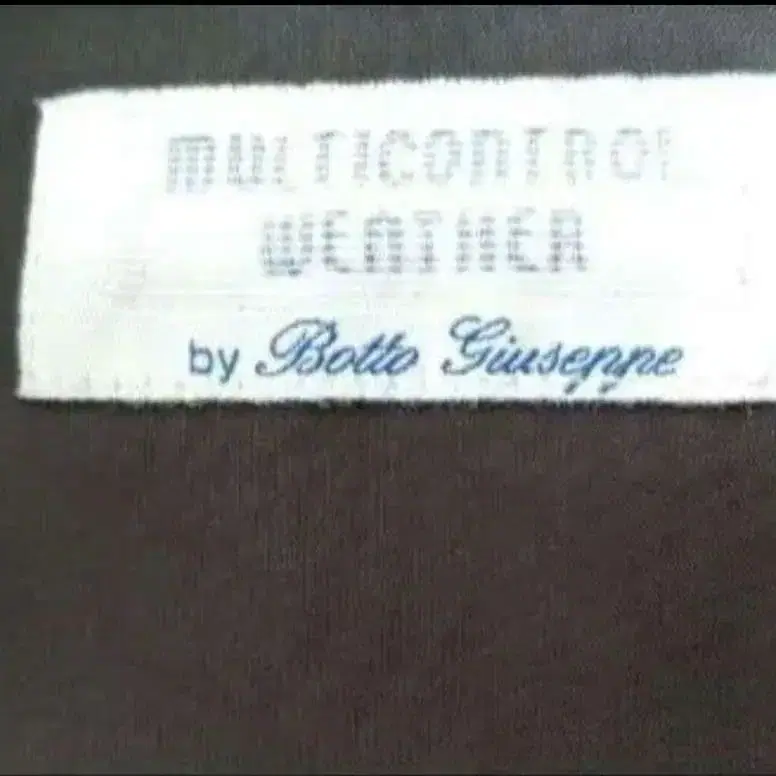 MULTICONTROL
WEATHER
by Botto Giuseppe